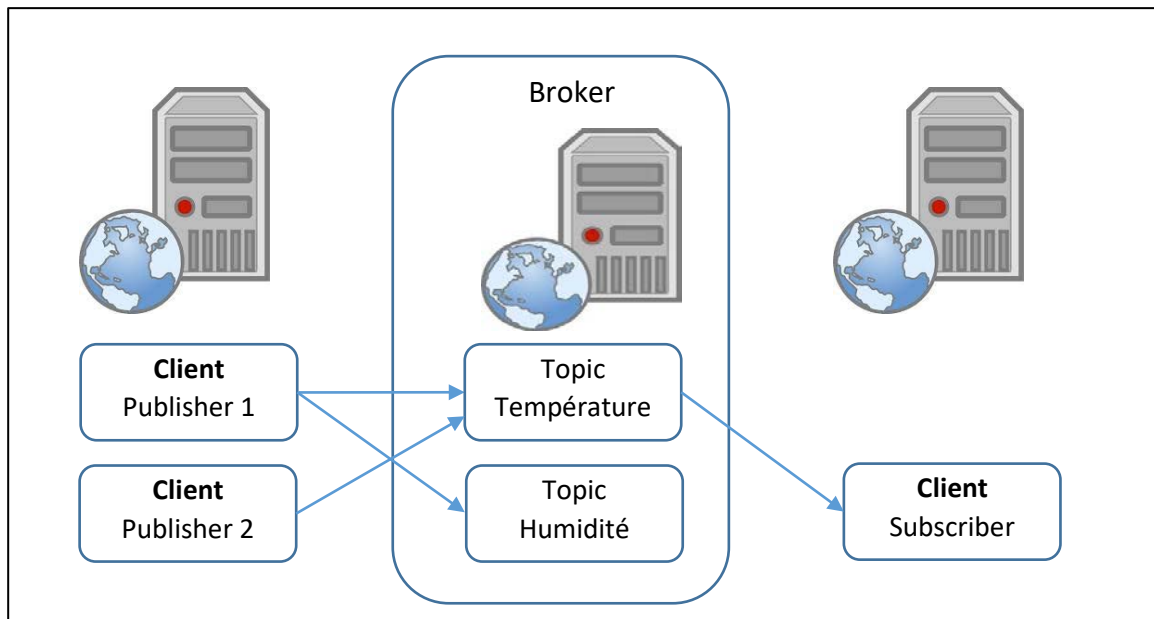 Broker
Client
Publisher 1
Topic
Température
Client
Publisher 2
Topic
Humidité
Client
Subscriber